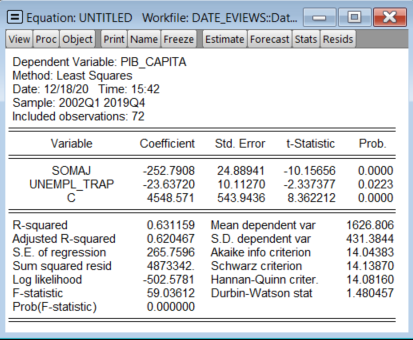 Equation: UNTITLED Workfile: DATE_EVIEWS::Dat...
View Proc Object Print Name Freeze Estimate Forecast Stats Resids
Dependent Variable: PIB_CAPITA
Method: Least Squares
Date: 12/18/20 Time: 15:42
Sample: 2002Q1 2019Q4
Included observations: 72
Variable Coefficient Std. Error t-Statistic Prob.
SOMAJ -252.7908 24.88941 -10.15656 0.0000
UNEMPL_TRAP -23.63720 10.11270 -2.337377 0.0223
C 4548.571 543.9436 8.362212 0.0000
R-squared 0.631159 Mean dependent var 1626.806
Adjusted R-squared 0.620467 S.D. dependent var 431.3844
S.E. of regression 265.7596 Akaike info criterion 14.04383
Sum squared resid 4873342. Schwarz criterion 14.13870
Log likelihood -502.5781 Hannan-Quinn criter. 14.08160
F-statistic 59.03612 Durbin-Watson stat 1.480457
Prob(F-statistic) 0.000000